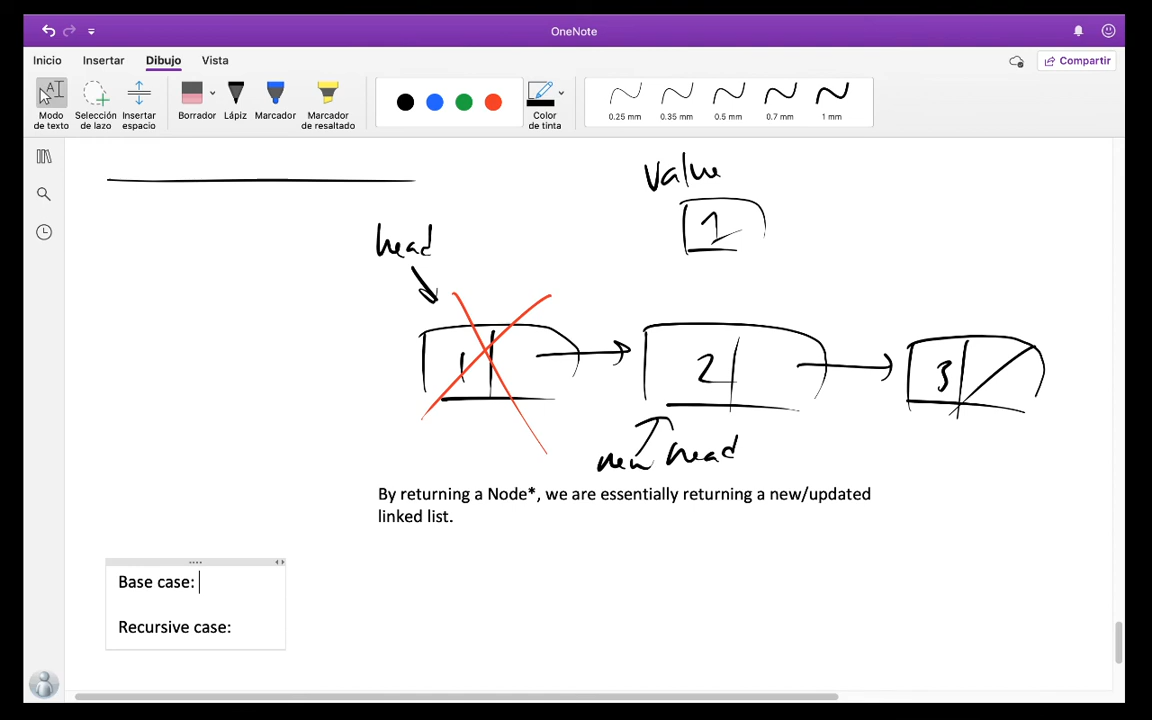 OneNote
Inicio Insertar Dibujo Vista
Compartir
Modo de texto
Selección de lazo
Insertar espacio
Borrador
Lápiz
Marcador
Marcador de resaltado
Color de tinta
0.25 mm 0.35 mm 0.5 mm 0.7 mm 1 mm
value
1
head
1 2 3
new head
By returning a Node*, we are essentially returning a new/updated
linked list.
Base case:
Recursive case: